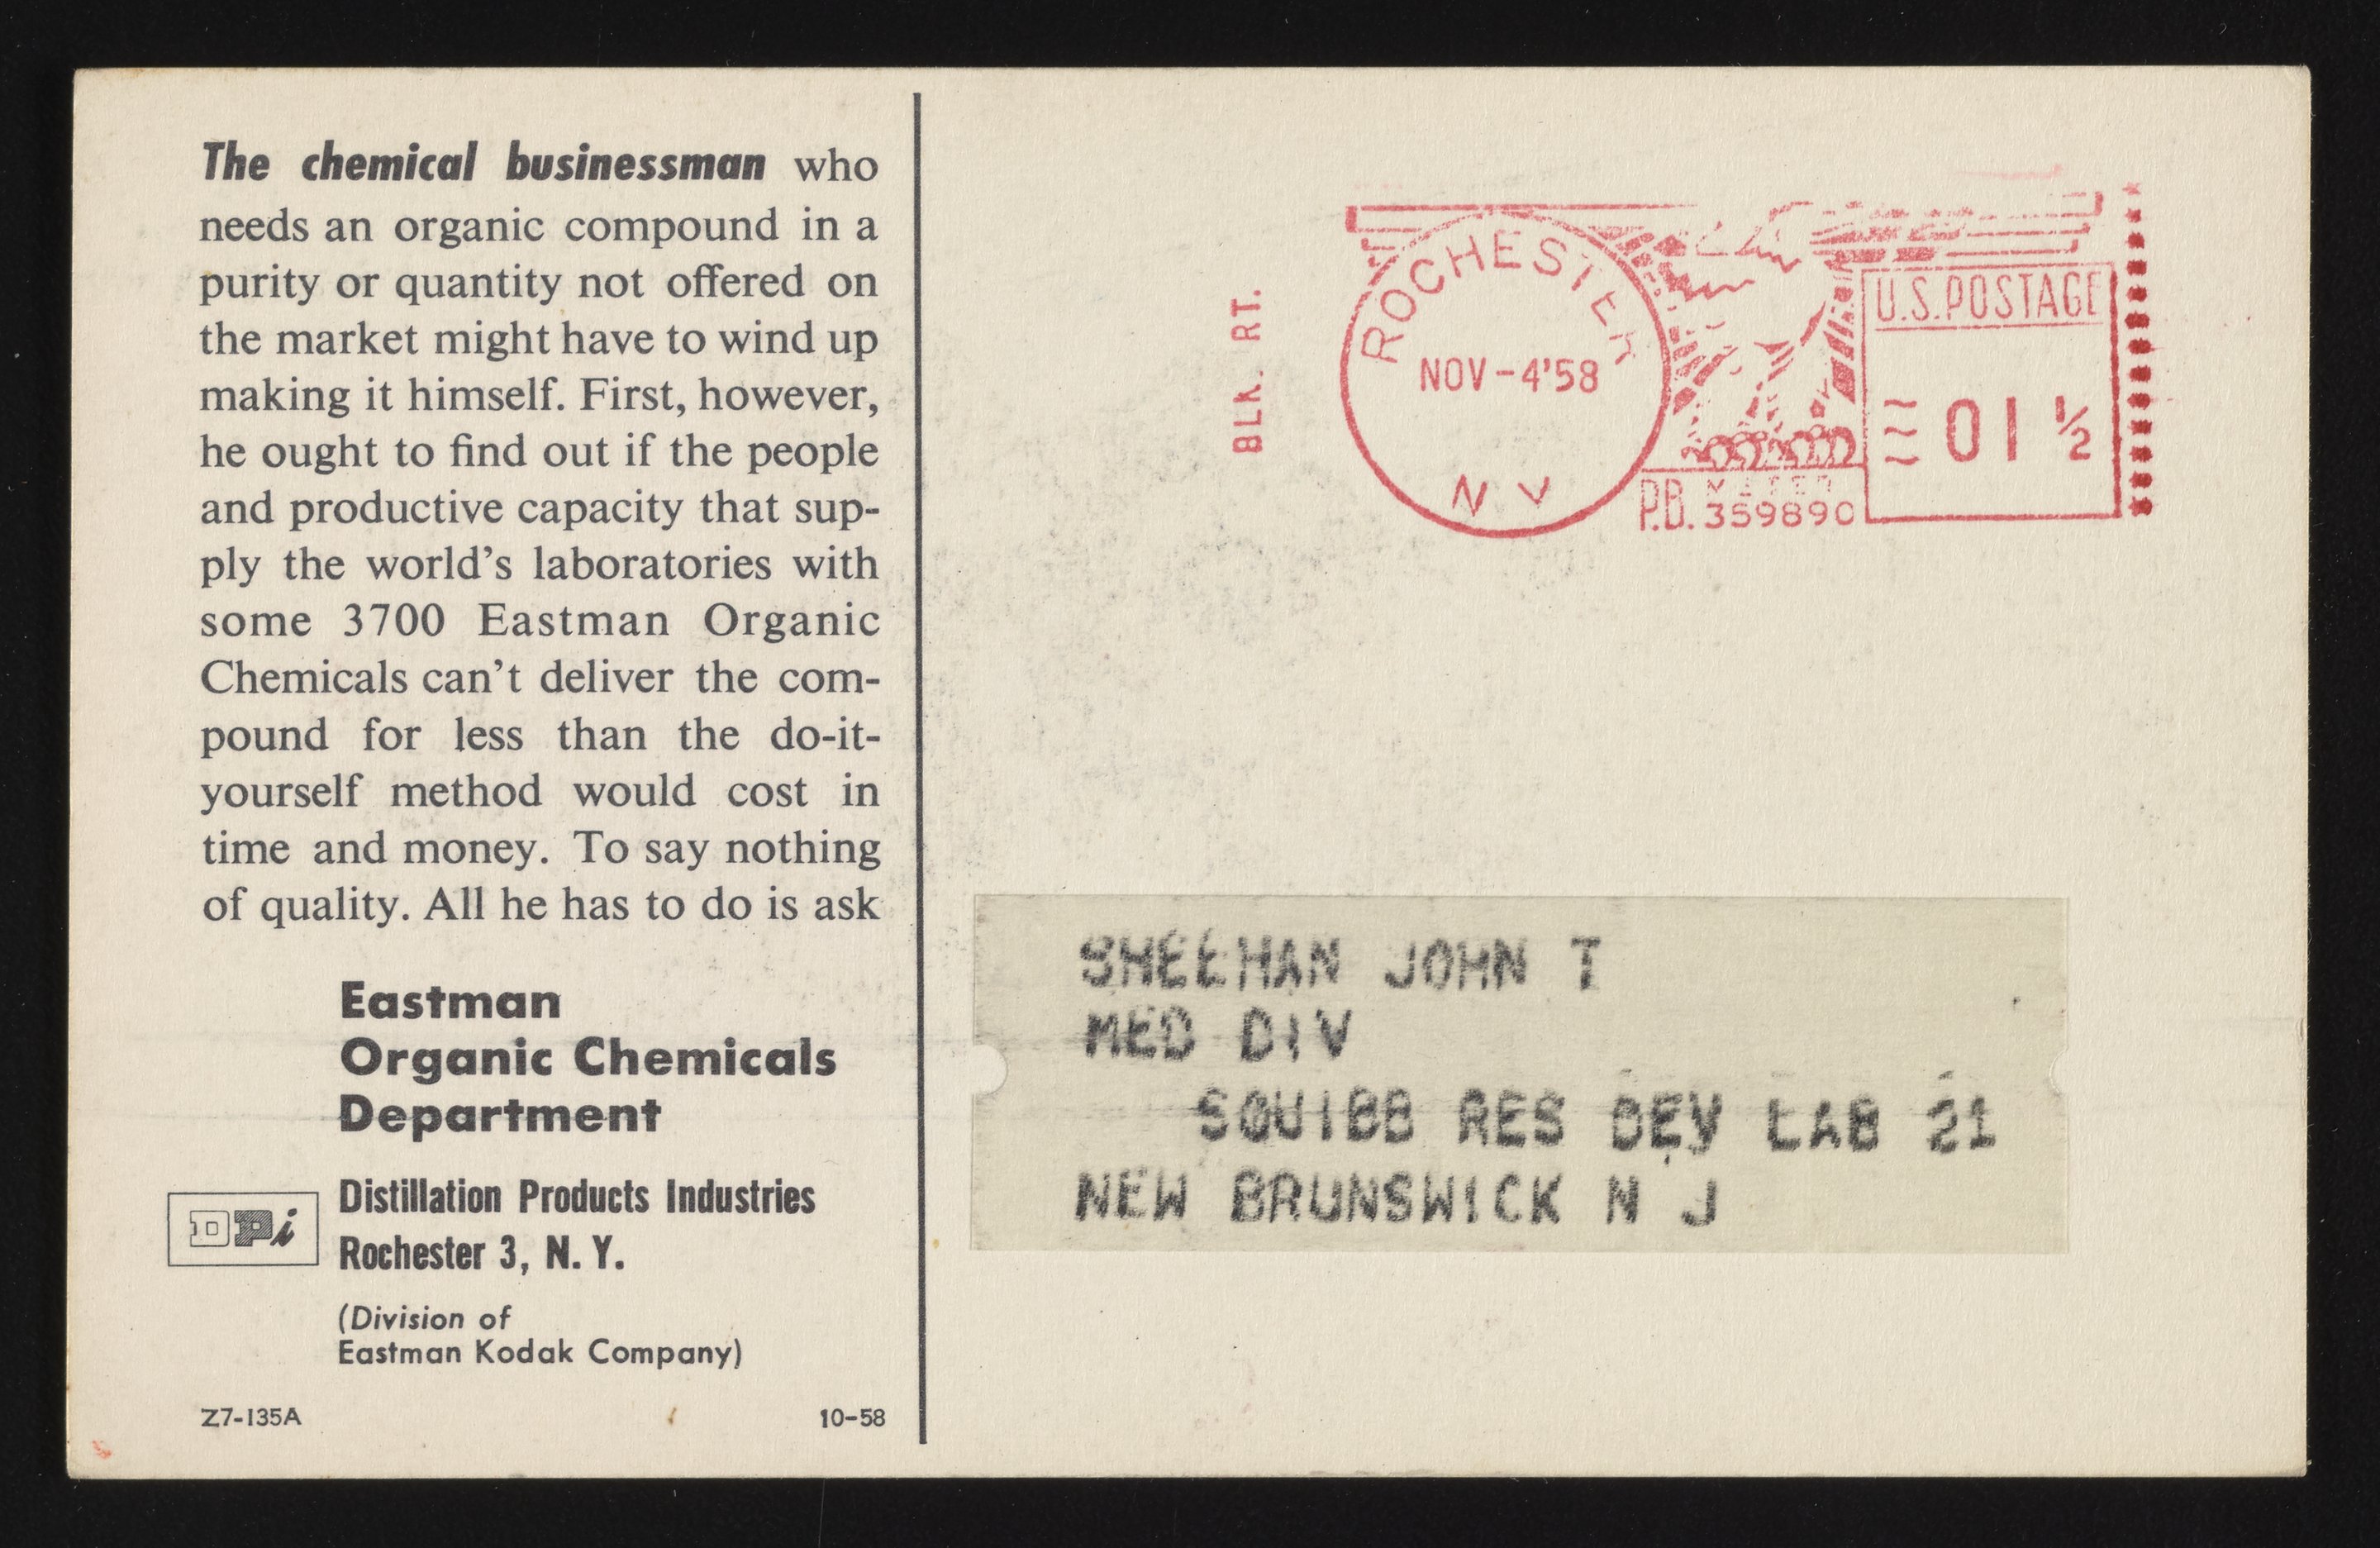 The chemical businessman who
needs an organic compound in a
purity or quantity not offered on
the market might have to wind up
making it himself. First, however,
he ought to find out if the people
and productive capacity that sup-
ply the world's laboratories with
some 3700 Eastman Organic
Chemicals can't deliver the com-
pound for less than the do-it-
yourself method would cost in
time and money. To say nothing
of quality. All he has to do is ask
Eastman
Organic Chemicals
Department
DPi
Distillation Products Industries
Rochester 3, N. Y.
(Division of
Eastman Kodak Company)
Z7-135A 10-58
BLK. RT.
ROCHESTER
NOV-4'58
N Y
P.B. METER
359890
U.S. POSTAGE
01 ½
SHEEHAN JOHN T
MED DIV
SQUIBB RES DEV LAB 21
NEW BRUNSWICK N J